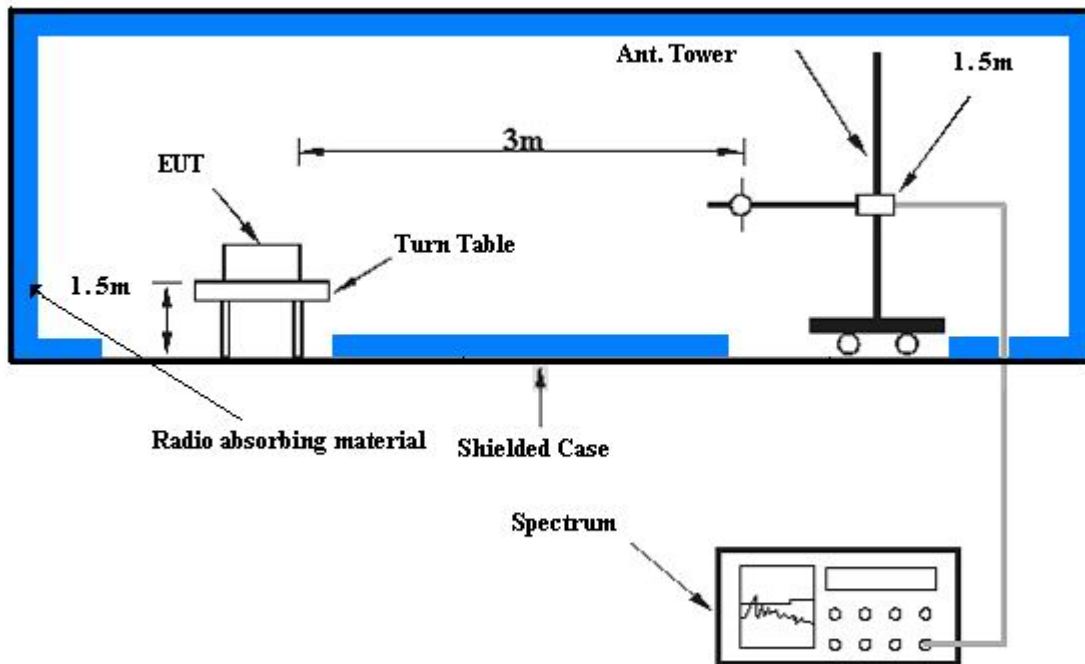 Ant. Tower
1.5m
3m
EUT
Turn Table
1.5m
Radio absorbing material
Shielded Case
Spectrum